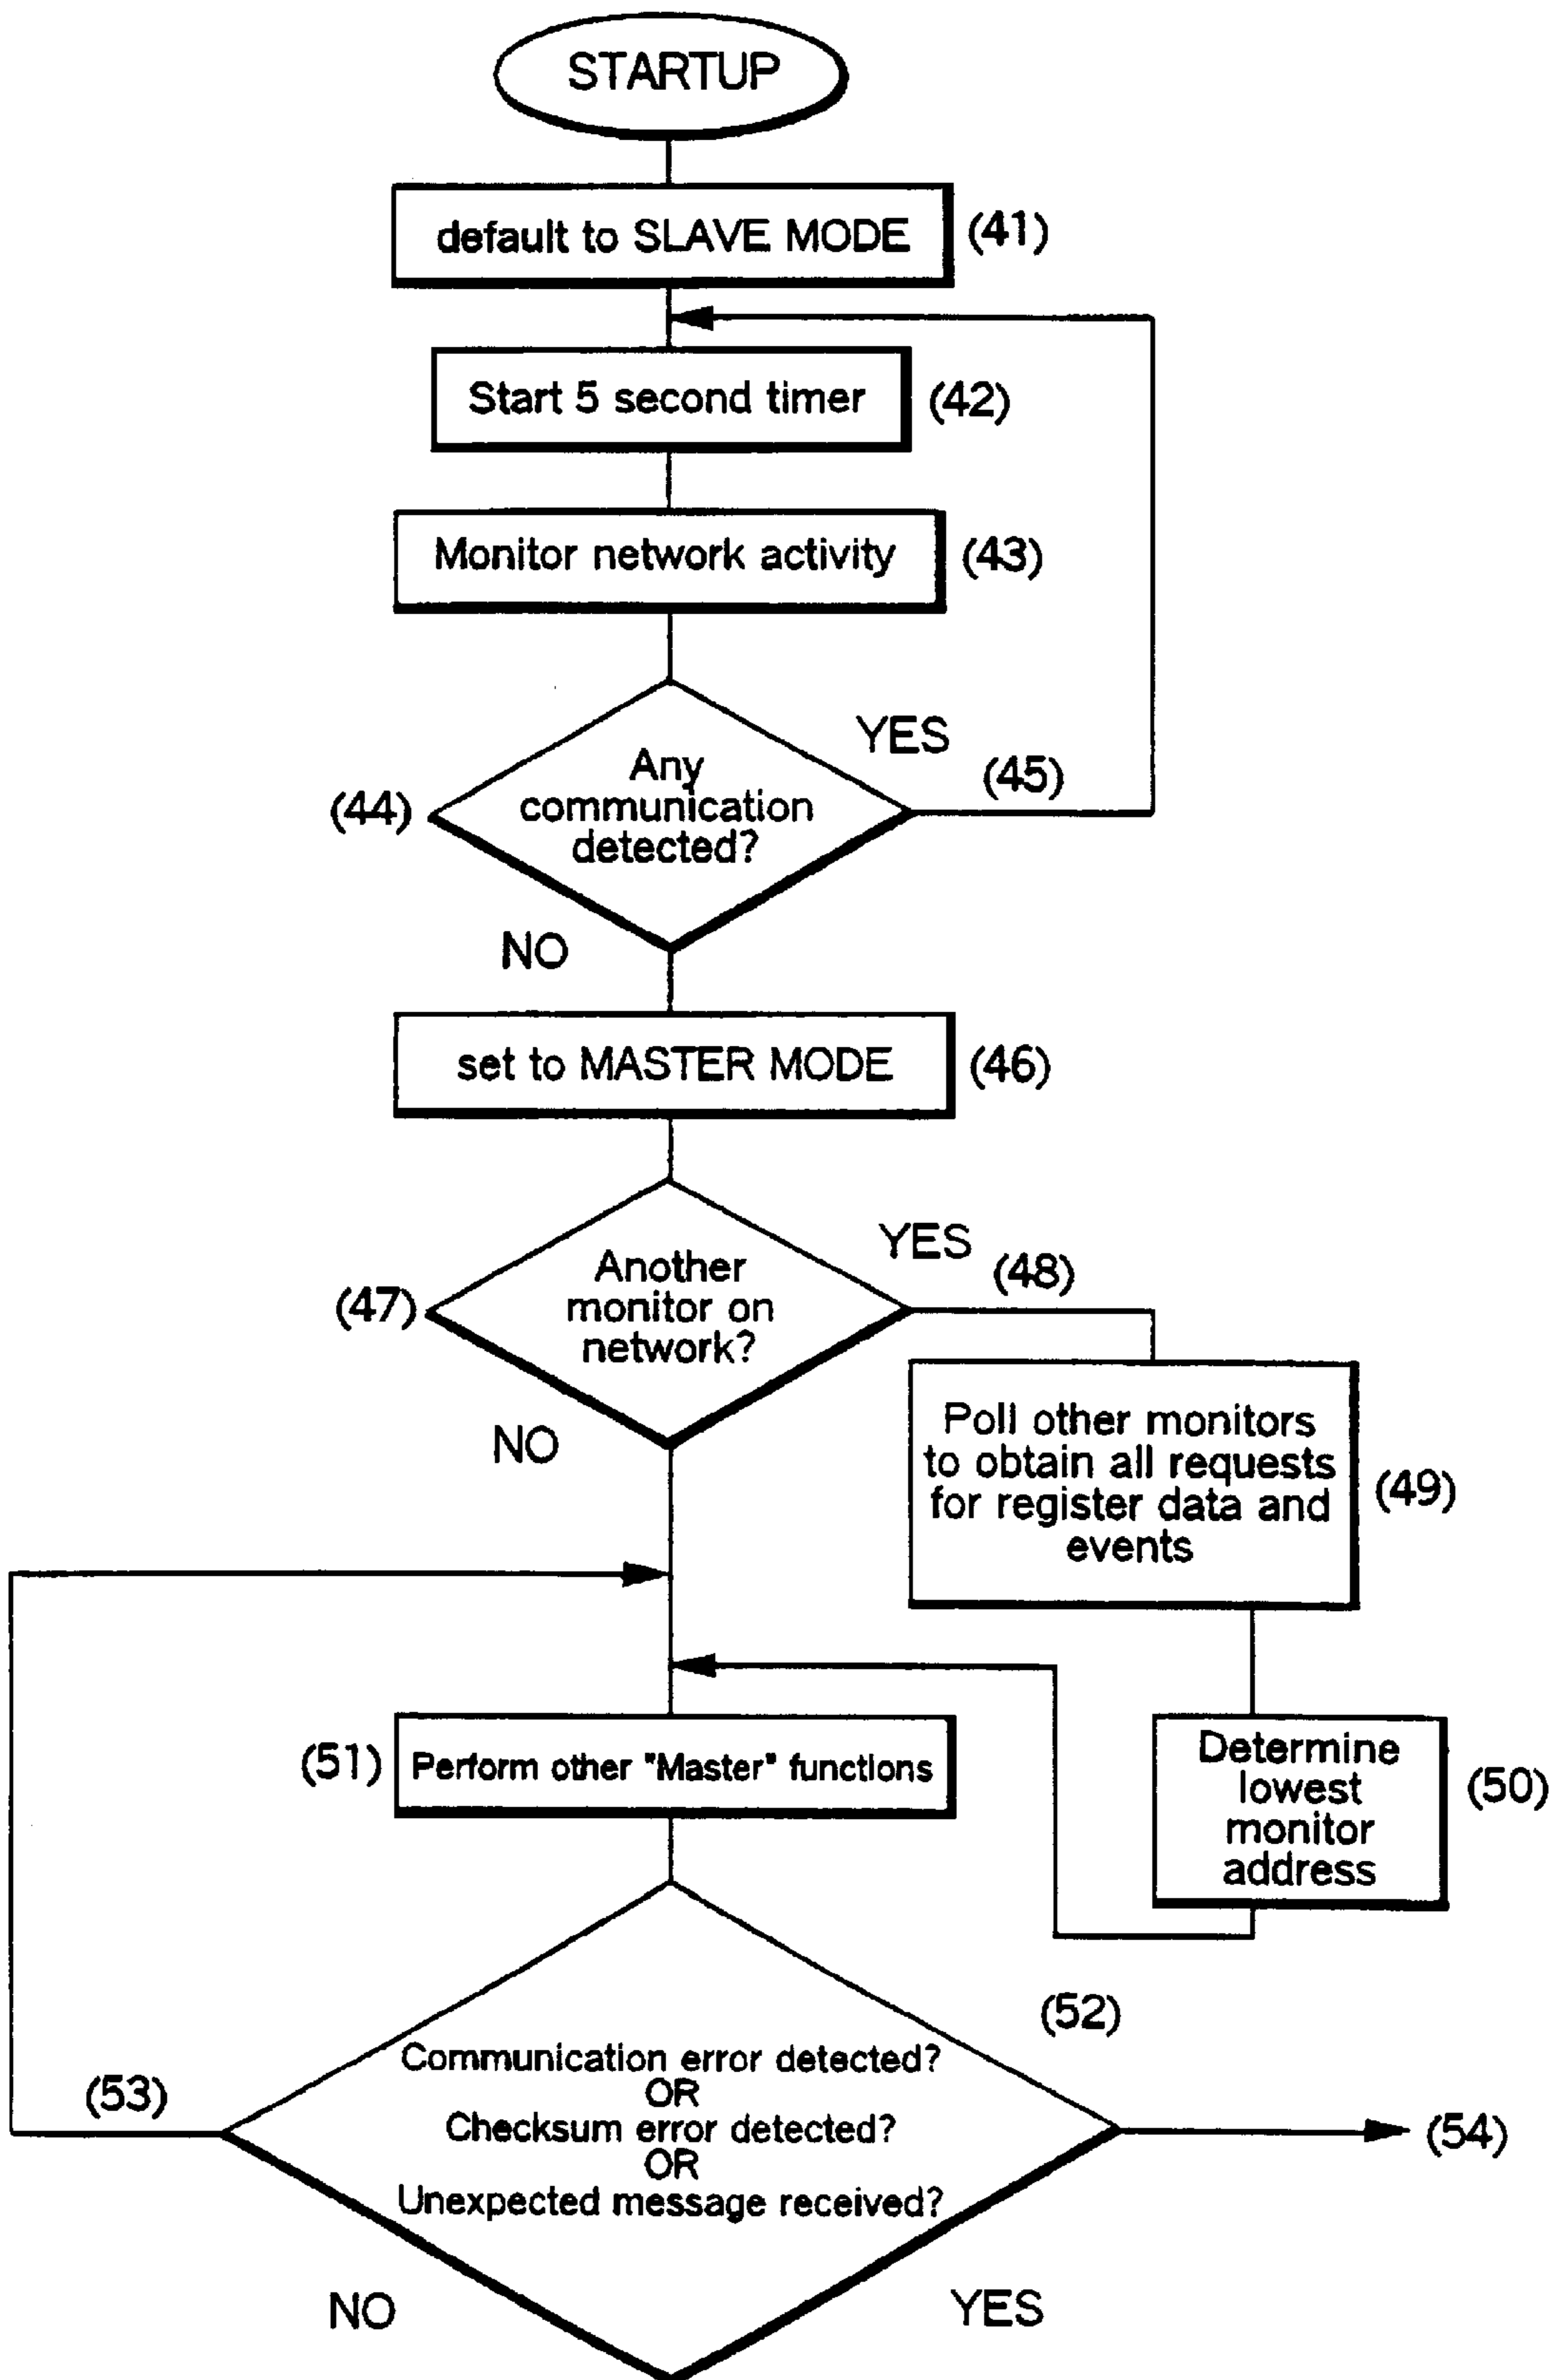 STARTUP
default to SLAVE MODE (41)
Start 5 second timer (42)
Monitor network activity (43)
YES
(45)
(44)
Any
communication
detected?
NO
set to MASTER MODE (46)
YES
(48)
(47)
Another
monitor on
network?
NO
Poll other monitors
to obtain all requests
for register data and
events
(49)
(51) Perform other "Master" functions
Determine
lowest
monitor
address
(50)
(52)
Communication error detected?
OR
Checksum error detected?
OR
Unexpected message received?
(53)
(54)
NO
YES